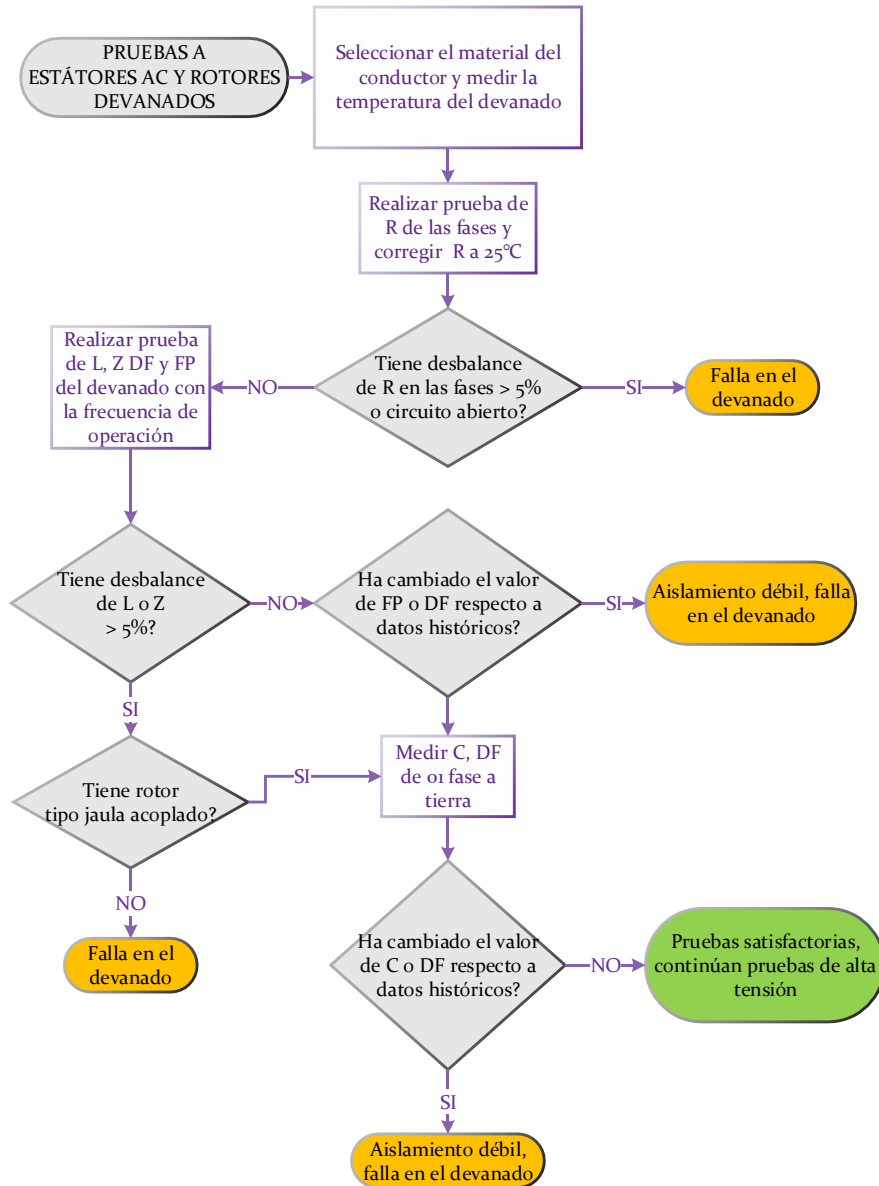 PRUEBAS A
ESTÁTORES AC Y ROTORES
DEVANADOS
Seleccionar el material del
conductor y medir la
temperatura del devanado
Realizar prueba de
R de las fases y
corregir R a 25°C
Tiene desbalance
de R en las fases > 5%
o circuito abierto?
SI
Falla en el
devanado
NO
Realizar prueba
de L, Z DF y FP
del devanado con
la frecuencia de
operación
Tiene desbalance
de L o Z
> 5%?
NO
Ha cambiado el valor
de FP o DF respecto a
datos históricos?
SI
Aislamiento débil, falla
en el devanado
SI
Tiene rotor
tipo jaula acoplado?
SI
Medir C, DF
de 01 fase a
tierra
NO
Falla en el
devanado
Ha cambiado el valor
de C o DF respecto a
datos históricos?
NO
Pruebas satisfactorias,
continúan pruebas de alta
tensión
SI
Aislamiento débil,
falla en el devanado